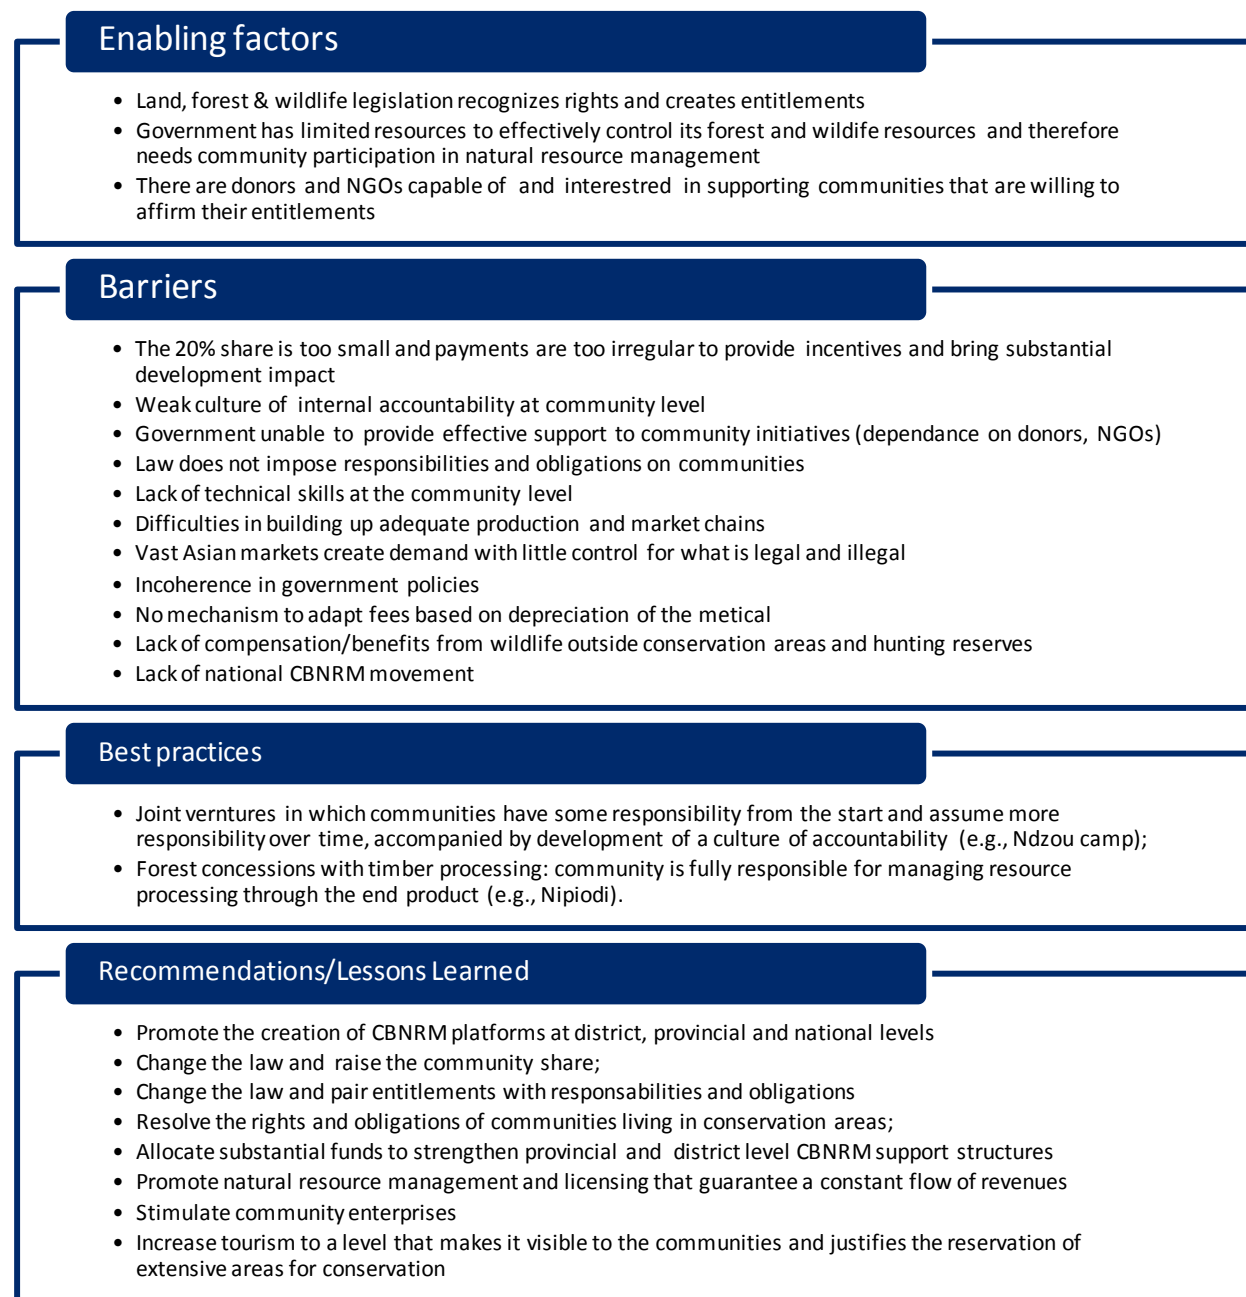 Enabling factors
• Land, forest & wildlife legislation recognizes rights and creates entitlements
• Government has limited resources to effectively control its forest and wildife resources and therefore
needs community participation in natural resource management
• There are donors and NGOs capable of and interestred in supporting communities that are willing to
affirm their entitlements
Barriers
• The 20% share is too small and payments are too irregular to provide incentives and bring substantial
development impact
• Weak culture of internal accountability at community level
• Government unable to provide effective support to community initiatives (dependance on donors, NGOs)
• Law does not impose responsibilities and obligations on communities
• Lack of technical skills at the community level
• Difficulties in building up adequate production and market chains
• Vast Asian markets create demand with little control for what is legal and illegal
• Incoherence in government policies
• No mechanism to adapt fees based on depreciation of the metical
• Lack of compensation/benefits from wildlife outside conservation areas and hunting reserves
• Lack of national CBNRM movement
Best practices
• Joint verntures in which communities have some responsibility from the start and assume more
responsibility over time, accompanied by development of a culture of accountability (e.g., Ndzou camp);
• Forest concessions with timber processing: community is fully responsible for managing resource
processing through the end product (e.g., Nipiodi).
Recommendations/Lessons Learned
• Promote the creation of CBNRM platforms at district, provincial and national levels
• Change the law and raise the community share;
• Change the law and pair entitlements with responsabilities and obligations
• Resolve the rights and obligations of communities living in conservation areas;
• Allocate substantial funds to strengthen provincial and district level CBNRM support structures
• Promote natural resource management and licensing that guarantee a constant flow of revenues
• Stimulate community enterprises
• Increase tourism to a level that makes it visible to the communities and justifies the reservation of
extensive areas for conservation